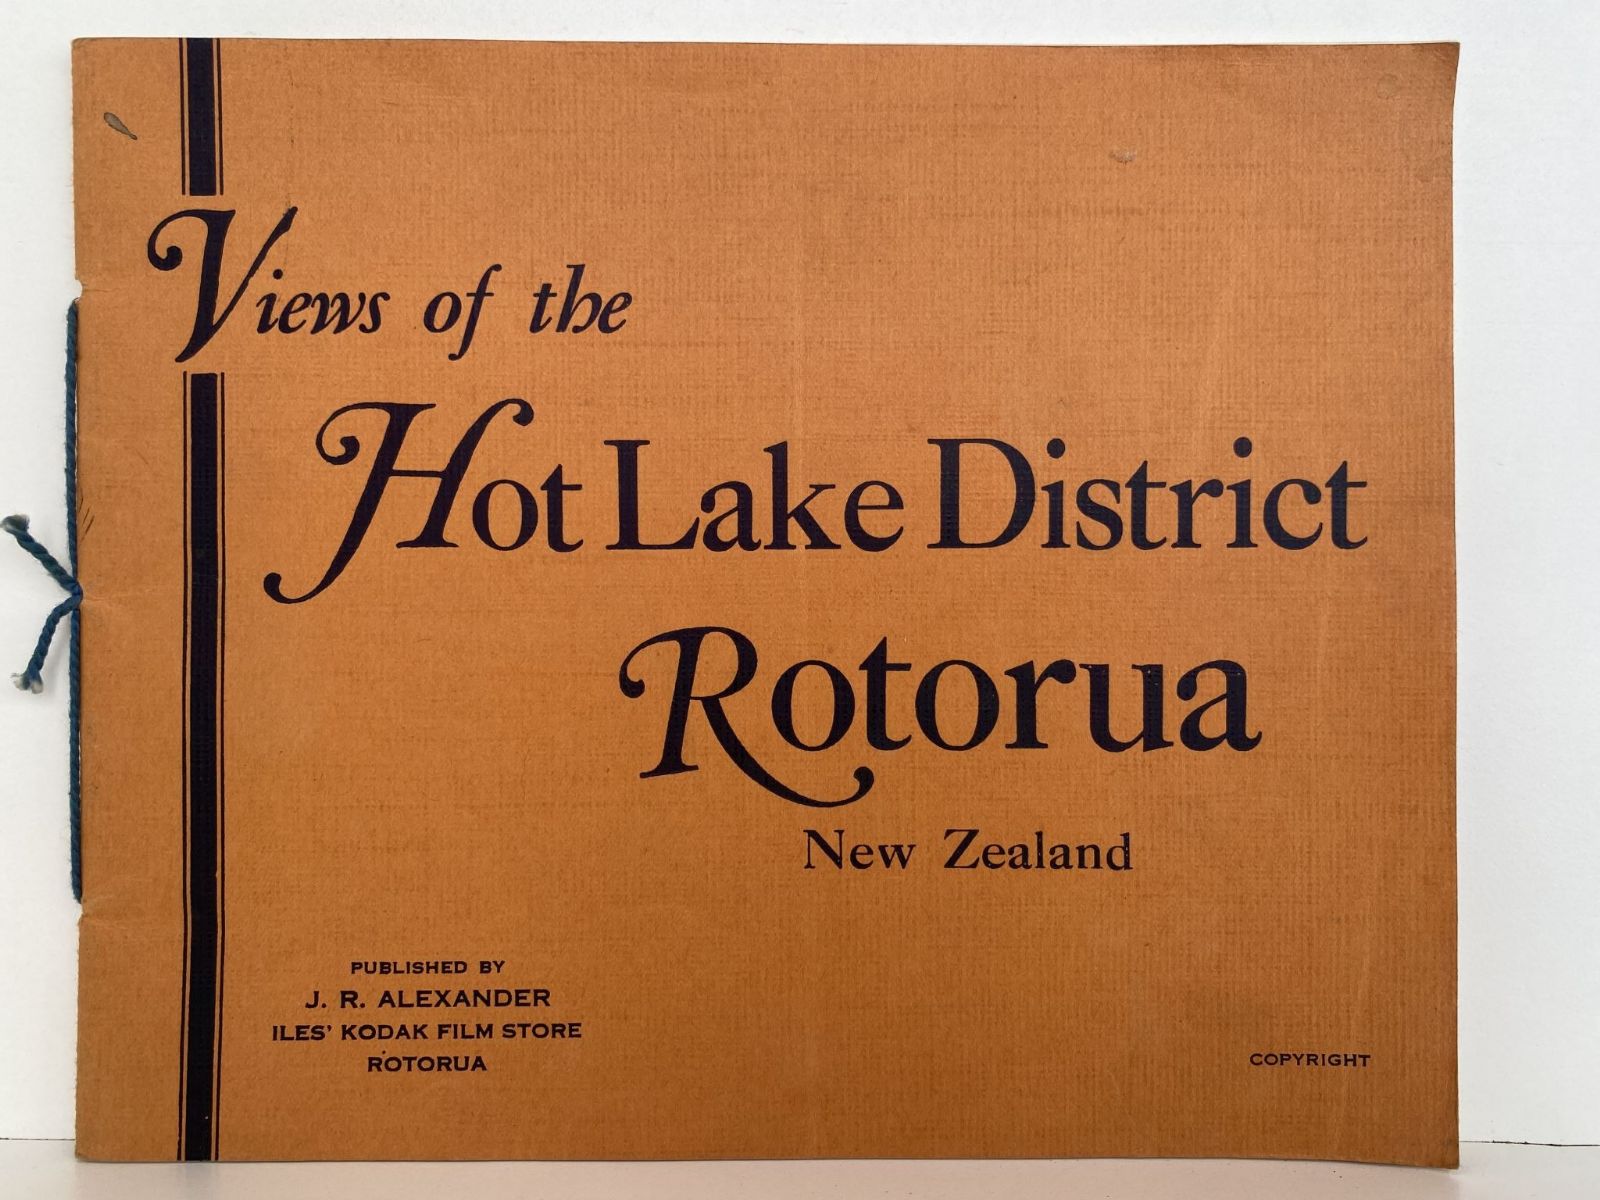 Views of the
Hot Lake District
Rotorua
New Zealand
PUBLISHED BY
J. R. ALEXANDER
ILES' KODAK FILM STORE
ROTORUA
COPYRIGHT